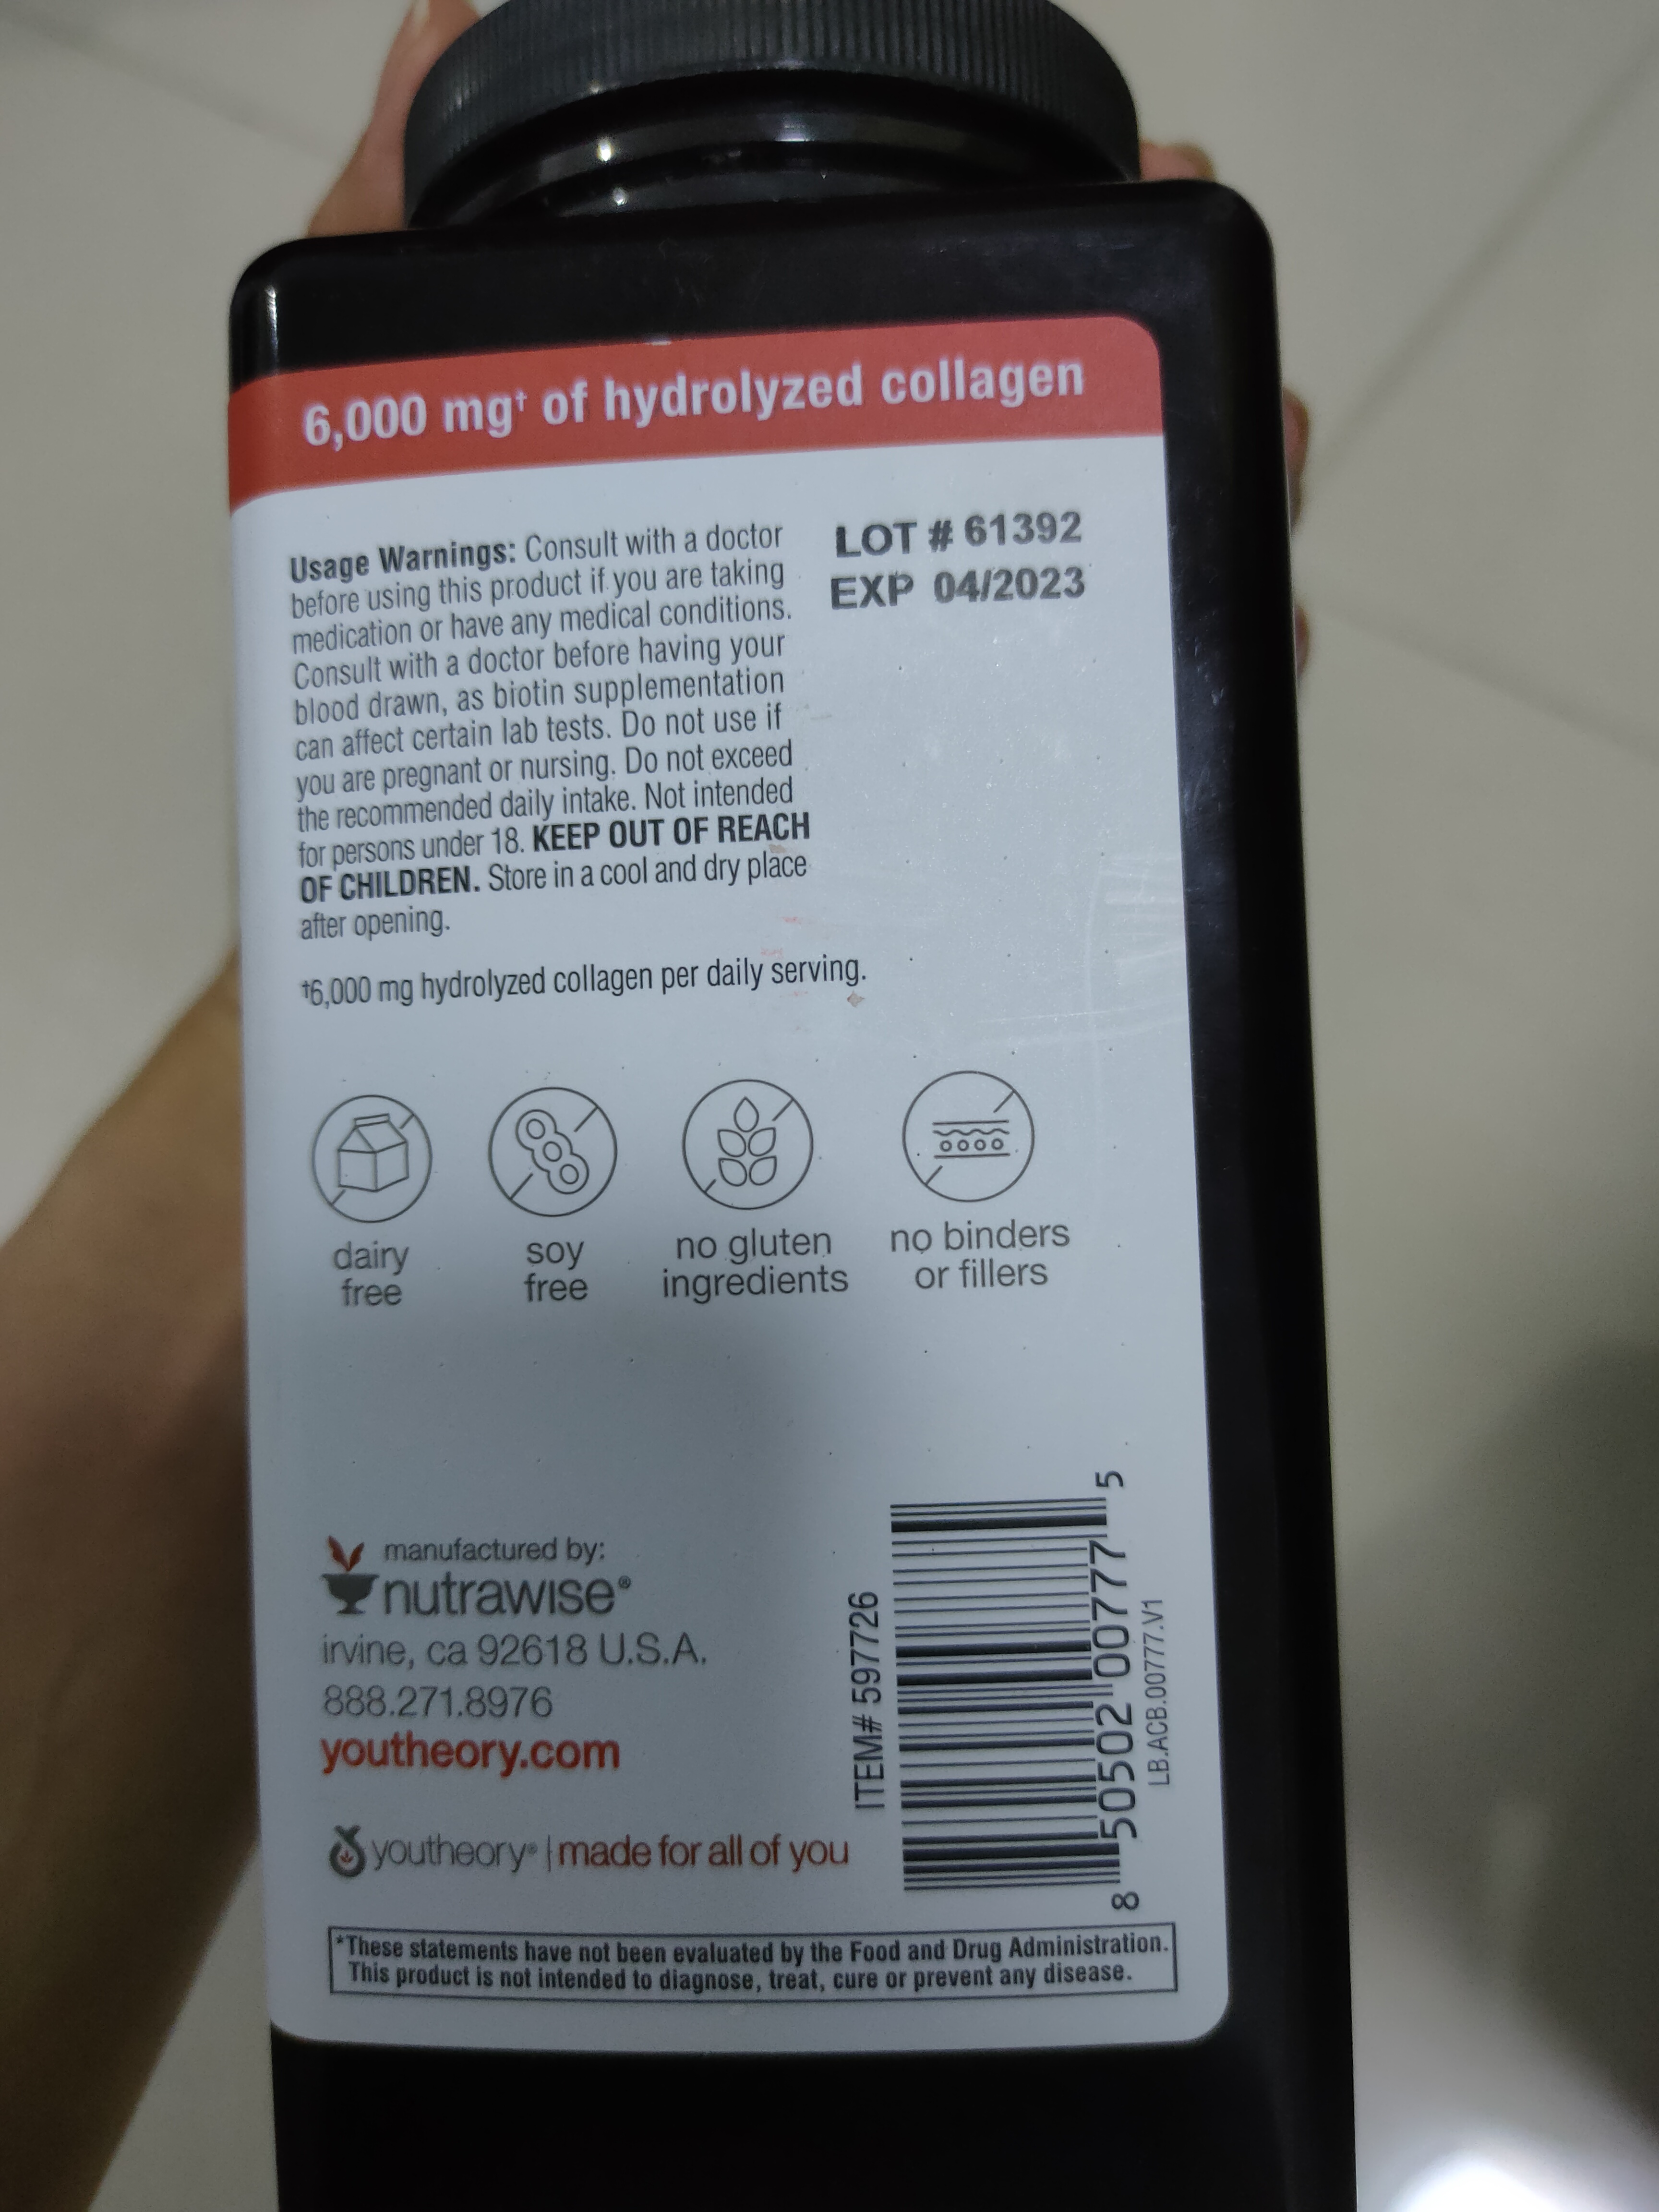 6,000 mg† of hydrolyzed collagen
Usage Warnings: Consult with a doctor
before using this product if you are taking
medication or have any medical conditions.
Consult with a doctor before having your
blood drawn, as biotin supplementation
can affect certain lab tests. Do not use if
you are pregnant or nursing. Do not exceed
the recommended daily intake. Not intended
for persons under 18. KEEP OUT OF REACH
OF CHILDREN. Store in a cool and dry place
after opening.
LOT # 61392
EXP 04/2023
†6,000 mg hydrolyzed collagen per daily serving.
dairy
free
soy
free
no gluten
ingredients
no binders
or fillers
manufactured by:
nutrawise®
irvine, ca 92618 U.S.A.
888.271.8976
youtheory.com
youtheory® | made for all of you
ITEM# 597726
8 50502 00777 5
LB.ACB.00777.V1
*These statements have not been evaluated by the Food and Drug Administration.
This product is not intended to diagnose, treat, cure or prevent any disease.